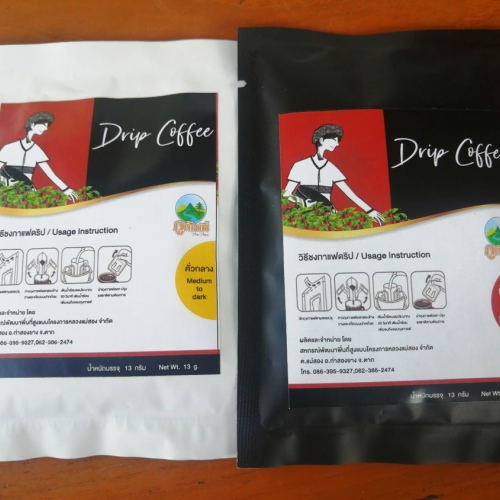 Drip Coffee
วิธีชงกาแฟดริป / Usage Instruction
คั่วกลาง
Medium
to
dark
ผลิตและจำหน่าย โดย
สหกรณ์พัฒนาพื้นที่สูงแบบโครงการหลวงแม่สอง จำกัด
แม่สอง อ.ท่าสองยาง จ.ตาก
086-395-9327,062-386-2474
น้ำหนักบรรจุ 13 กรัม Net Wt. 13 g.
Drip Coffee
วิธีชงกาแฟดริป / Usage Instruction
ผลิตและจำหน่าย โดย
สหกรณ์พัฒนาพื้นที่สูงแบบโครงการหลวงแม่สอง จำกัด
ต.แม่สอง อ.ท่าสองยาง จ.ตาก
โทร. 086-395-9327,062-386-2474
น้ำหนักบรรจุ 13 กรัม Net W